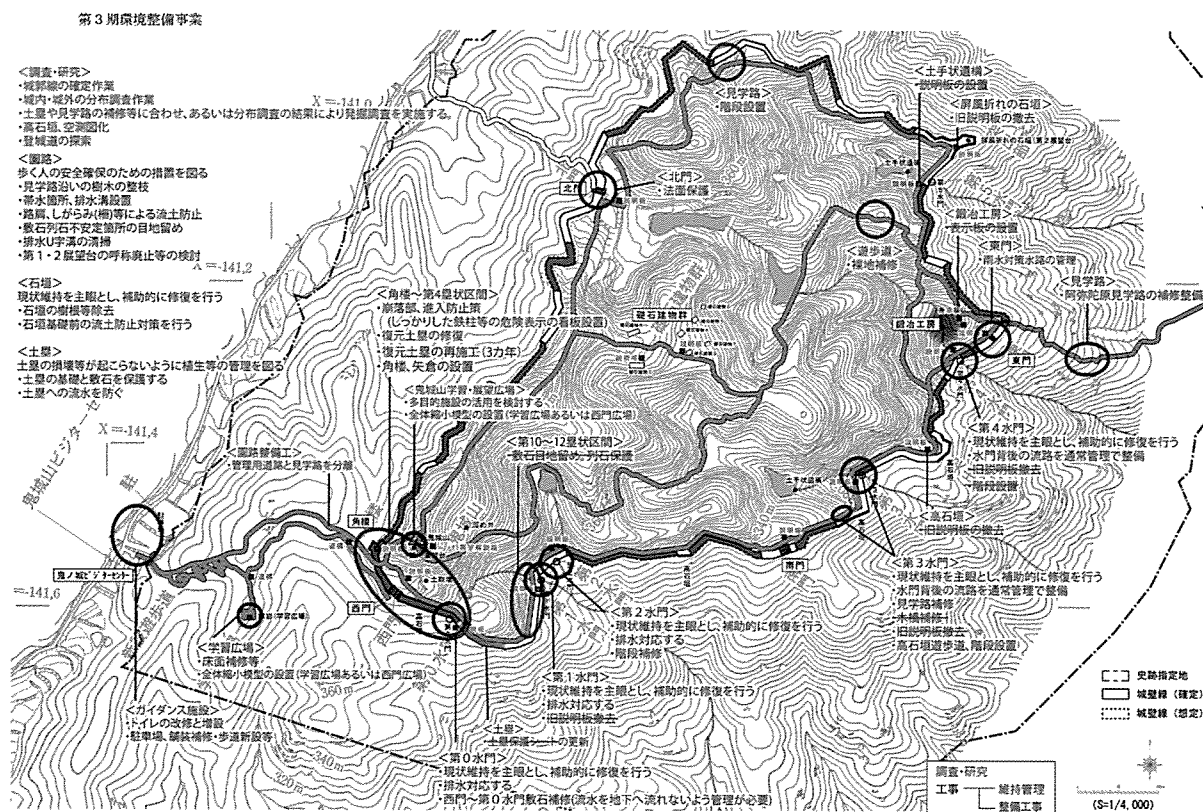 第3期環境整備事業
<調査・研究>
・城郭線の確定作業
・城内・城外の分布調査作業
・土塁や見学路の補修等に合わせ、あるいは分布調査の結果により発掘調査を実施する。
・高石垣、空測図化
・登城道の探索
<園路>
歩く人の安全確保のための措置を図る
・見学路沿いの樹木の整枝
・帯水箇所、排水溝設置
・路肩、しがらみ(柵)等による流土防止
・敷石列石不安定箇所の目地留め
・排水U字溝の清掃
・第1・2展望台の呼称廃止等の検討
<石垣>
現状維持を主眼とし、補助的に修復を行う
・石垣の樹根等除去
・石垣基礎前の流土防止対策を行う
<土塁>
土塁の損壊等が起こらないように植生等の管理を図る
・土塁の基礎と敷石を保護する
・土塁への流水を防ぐ
X=-141,0
X=-141,2
X=-141,4
-141,6
<見学路>
・階段設置
<土手状遺構>
・説明板の設置
<屏風折れの石垣>
・旧説明板の撤去
土手状遺構
北門
<北門>
・法面保護
<鍛冶工房>
・表示板の設置
<遊歩道>
・裸地補修
<東門>
・雨水対策水路の管理
<見学路>
・阿弥陀原見学路の補修整備
鍛冶工房
東門
礎石建物群
<角楼～第4塁状区間>
・崩落部、進入防止策
(しっかりした鉄柱等の危険表示の看板設置)
・復元土塁の修復
・復元土塁の再施工(3カ年)
・角楼、矢倉の設置
<鬼城山学習・展望広場>
・多目的施設の活用を検討する
・全体縮小模型の設置(学習広場あるいは西門広場)
<第10～12塁状区間>
・敷石目地留め、列石保護
<第4水門>
・現状維持を主眼とし、補助的に修復を行う
・水門背後の流路を通常管理で整備
・旧説明板撤去
・階段設置
<園路整備工>
・管理用道路と見学路を分離
土手状遺構
<高石垣>
・旧説明板の撤去
鬼城山ビジターセ
駐
角楼
鬼ノ城ビジターセンター
西門
南門
<第3水門>
・現状維持を主眼とし、補助的に修復を行う
・水門背後の流路を通常管理で整備
・見学路補修
・木橋補修
・旧説明板撤去
・高石垣遊歩道、階段設置)
<第2水門>
・現状維持を主眼とし、補助的に修復を行う
・排水対応する
・階段補修
<学習広場>
・床面補修等
・全体縮小模型の設置(学習広場あるいは西門広場)
<第1水門>
・現状維持を主眼とし、補助的に修復を行う
・排水対応する
・旧説明板撤去
<ガイダンス施設>
・トイレの改修と増設
・駐車場、舗装補修・歩道新設等
<土塁>
・土塁保護シートの更新
<第0水門>
・現状維持を主眼とし、補助的に修復を行う
・排水対応する
・西門～第0水門敷石補修(流水を地下へ流れないよう管理が必要)
360m
340m
320m
史跡指定地
城壁線(確定)
城壁線(想定)
調査・研究
工事
維持管理
整備工事
(S=1/4,000)